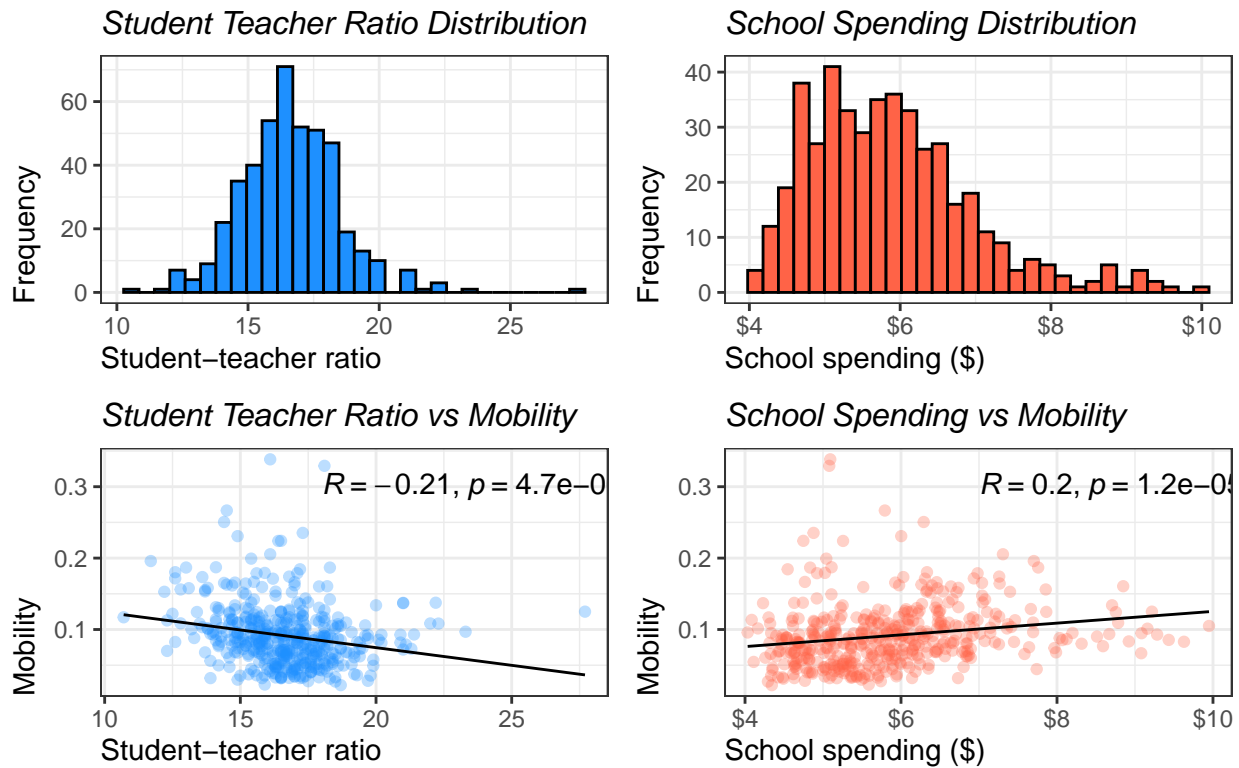 Student Teacher Ratio Distribution
Frequency
60
40
20
0
10 15 20 25
Student−teacher ratio
School Spending Distribution
Frequency
40
30
20
10
0
$4 $6 $8 $10
School spending ($)
Student Teacher Ratio vs Mobility
Mobility
0.3
0.2
0.1
R = −0.21, p = 4.7e−0
10 15 20 25
Student−teacher ratio
School Spending vs Mobility
Mobility
0.3
0.2
0.1
R = 0.2, p = 1.2e−05
$4 $6 $8 $10
School spending ($)